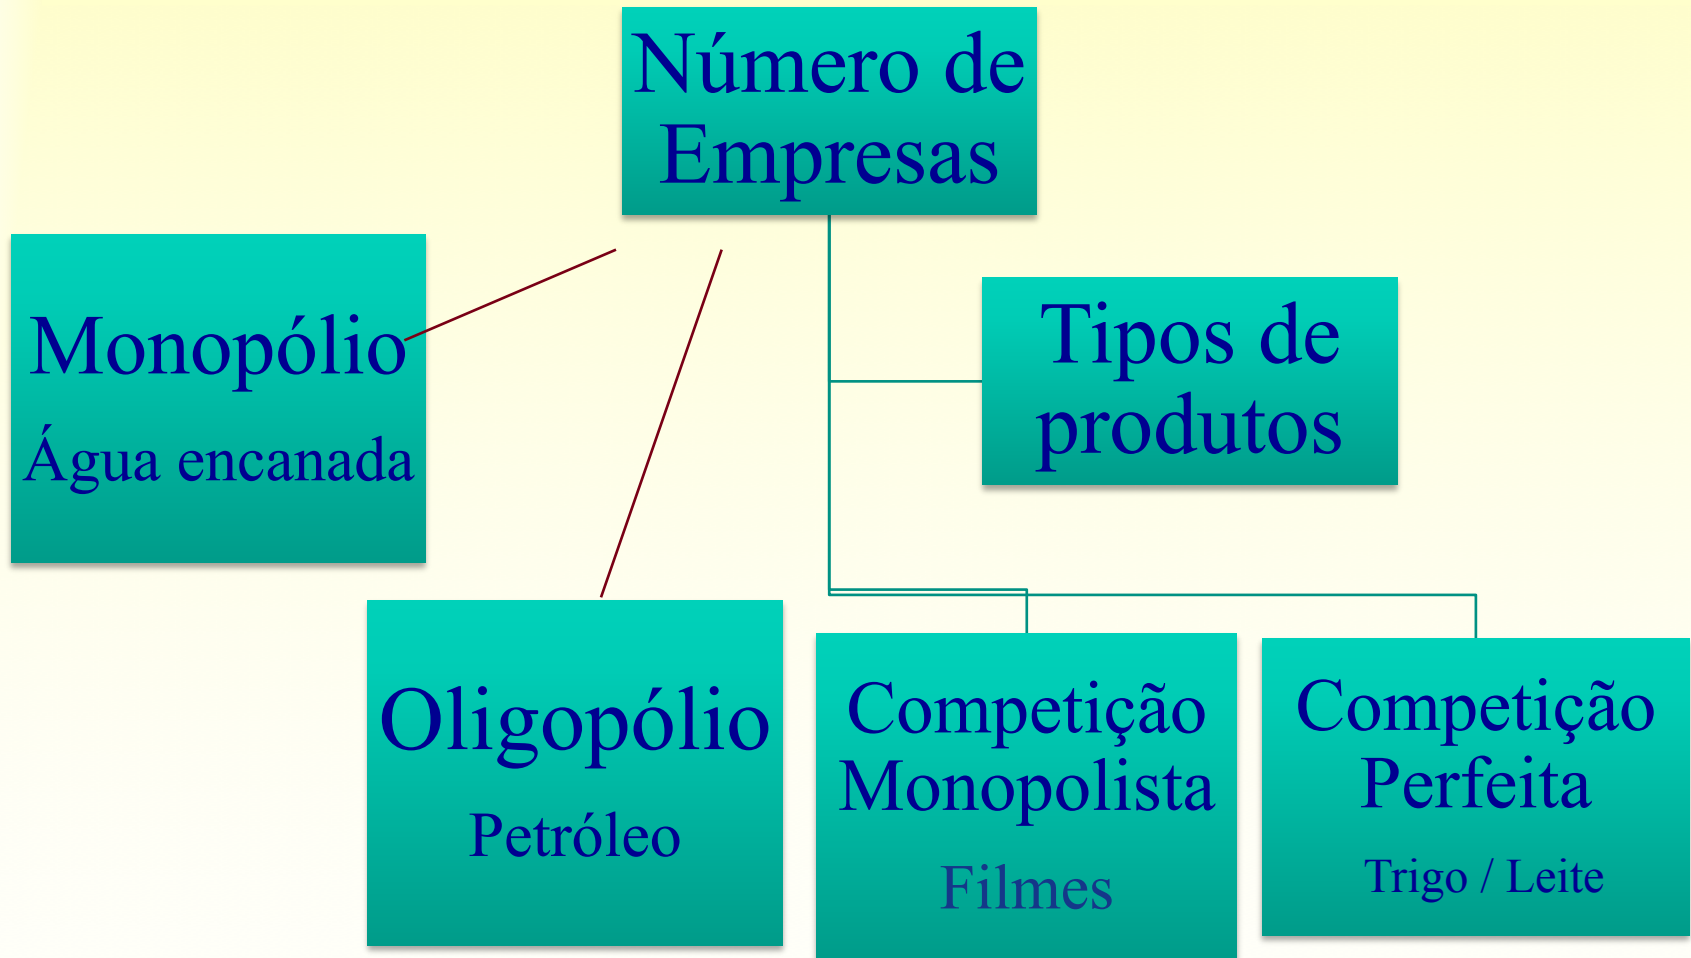 Número de
Empresas
Monopólio
Água encanada
Tipos de
produtos
Oligopólio
Petróleo
Competição
Monopolista
Filmes
Competição
Perfeita
Trigo / Leite